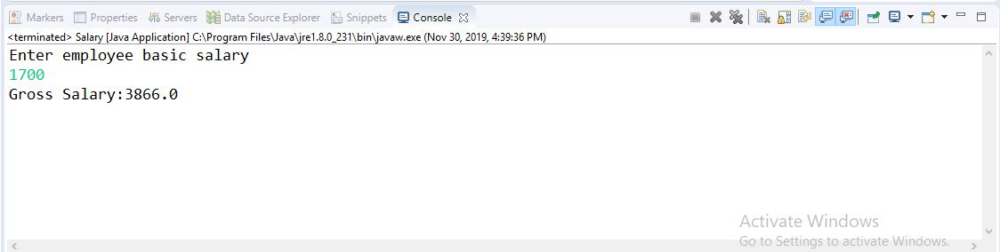 Markers Properties Servers Data Source Explorer Snippets Console
<terminated> Salary [Java Application] C:\Program Files\Java\jre1.8.0_231\bin\javaw.exe (Nov 30, 2019, 4:39:36 PM)
Enter employee basic salary
1700
Gross Salary:3866.0
Activate Windows
Go to Settings to activate Windows.